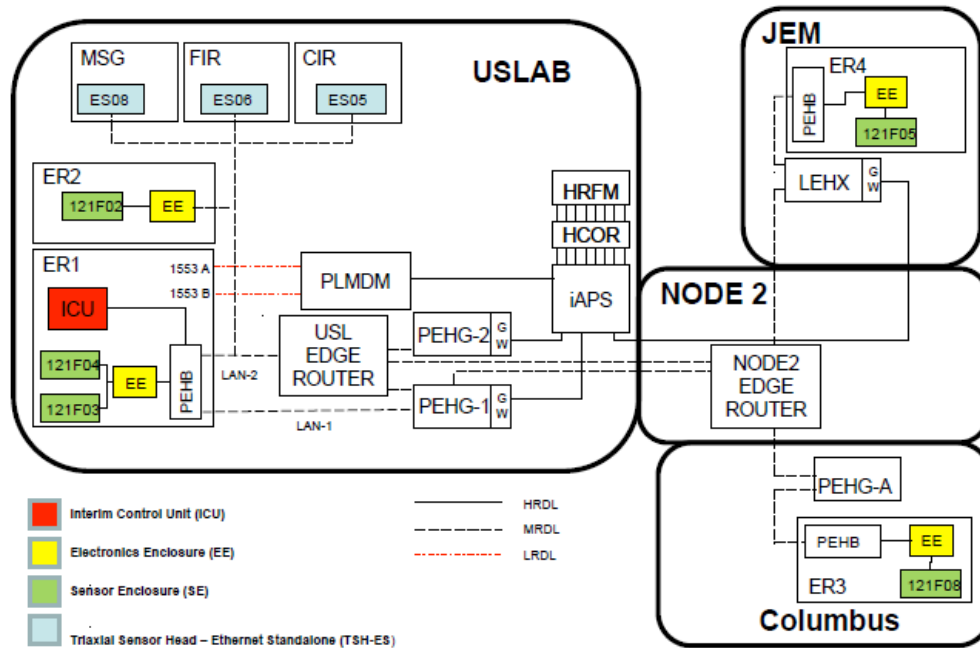 MSG
FIR
CIR
USLAB
ES08
ES06
ES05
ER2
121F02
EE
HRFM
HCOR
iAPS
ER1
1553 A
1553 B
PLMDM
ICU
121F04
121F03
EE
PEHB
LAN-2
LAN-1
USL
EDGE
ROUTER
PEHG-2
G
W
PEHG-1
G
W
JEM
ER4
PEHB
EE
121F05
LEHX
G
W
NODE 2
NODE2
EDGE
ROUTER
PEHG-A
PEHB
EE
ER3
121F08
Columbus
Interim Control Unit (ICU)
Electronics Enclosure (EE)
Sensor Enclosure (SE)
Triaxial Sensor Head – Ethernet Standalone (TSH-ES)
HRDL
MRDL
LRDL